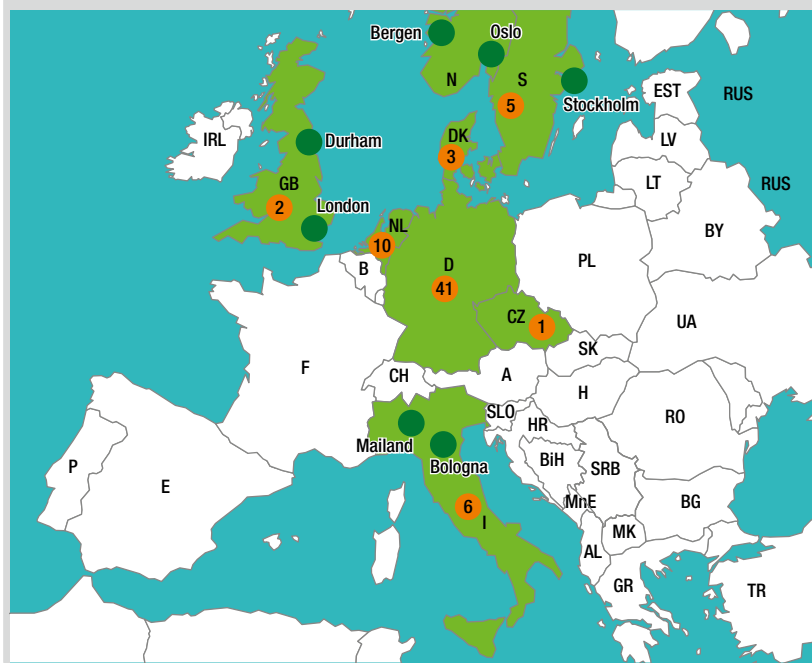 Bergen
Oslo
N
S
5
Stockholm
EST
RUS
IRL
Durham
DK
3
LV
GB
2
London
LT
RUS
NL
10
B
D
41
PL
BY
CZ
1
UA
SK
F
CH
A
H
SLO
HR
RO
Mailand
Bologna
BiH
SRB
P
E
6
I
MnE
BG
MK
AL
GR
TR